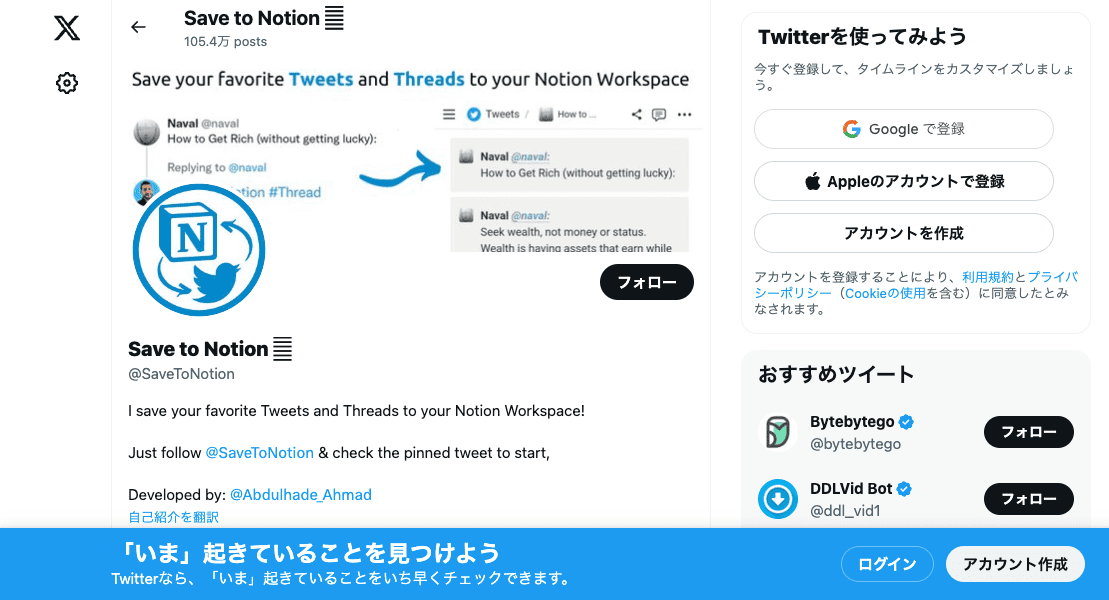 Save to Notion
105.4万 posts
Save your favorite Tweets and Threads to your Notion Workspace
Naval @naval
How to Get Rich (without getting lucky):
Replying to @naval
#Thread
Tweets / How to ...
Naval @naval:
How to Get Rich (without getting lucky):
Naval @naval:
Seek wealth, not money or status.
Wealth is having assets that earn while
N
フォロー
Save to Notion
@SaveToNotion
I save your favorite Tweets and Threads to your Notion Workspace!
Just follow @SaveToNotion & check the pinned tweet to start,
Developed by: @Abdulhade_Ahmad
自己紹介を翻訳
Twitterを使ってみよう
今すぐ登録して、タイムラインをカスタマイズしましょ
う。
Google で登録
Appleのアカウントで登録
アカウントを作成
アカウントを登録することにより、利用規約とプライバ
シーポリシー（Cookieの使用を含む）に同意したとみ
なされます。
おすすめツイート
Bytebytego
@bytebytego
フォロー
DDLVid Bot
@ddl_vid1
フォロー
「いま」起きていることを見つけよう
Twitterなら、「いま」起きていることをいち早くチェックできます。
ログイン
アカウント作成